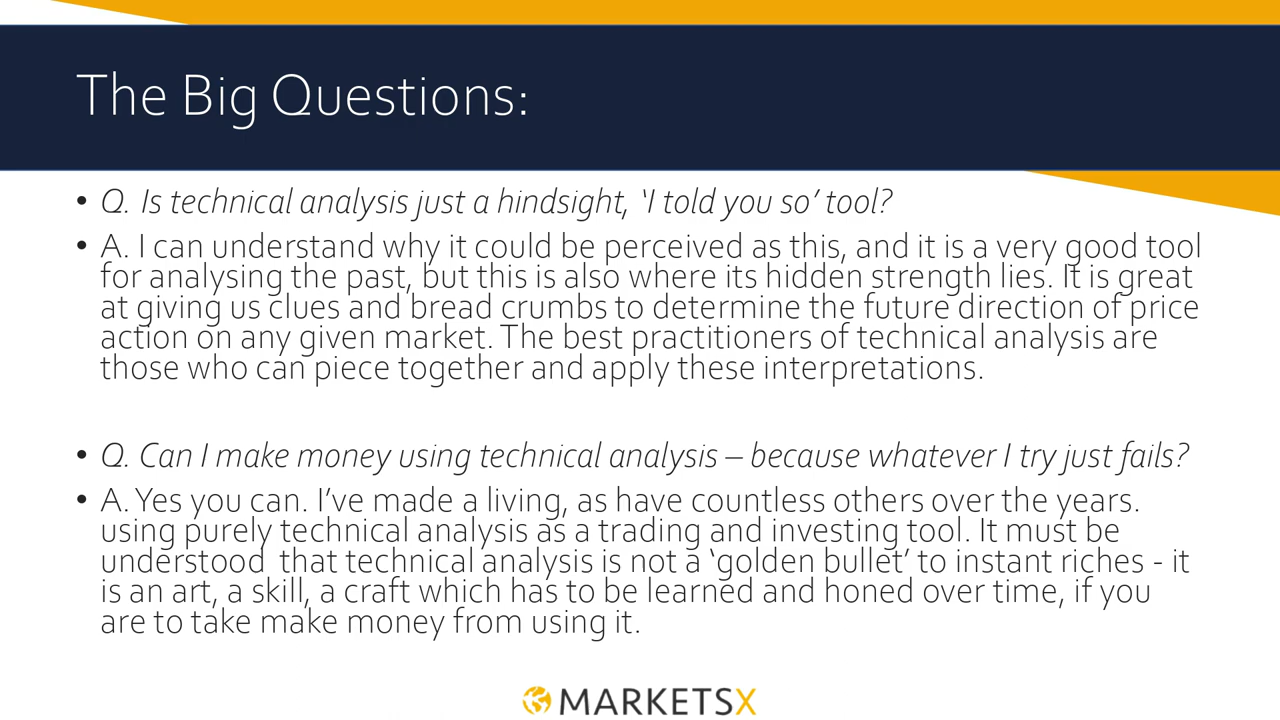 The Big Questions:
• Q. Is technical analysis just a hindsight, ‘I told you so’ tool?
• A. I can understand why it could be perceived as this, and it is a very good tool
for analysing the past, but this is also where its hidden strength lies. It is great
at giving us clues and bread crumbs to determine the future direction of price
action on any given market. The best practitioners of technical analysis are
those who can piece together and apply these interpretations.
• Q. Can I make money using technical analysis – because whatever I try just fails?
• A. Yes you can. I’ve made a living, as have countless others over the years.
using purely technical analysis as a trading and investing tool. It must be
understood  that technical analysis is not a ‘golden bullet’ to instant riches - it
is an art, a skill, a craft which has to be learned and honed over time, if you
are to take make money from using it.
MARKETSX